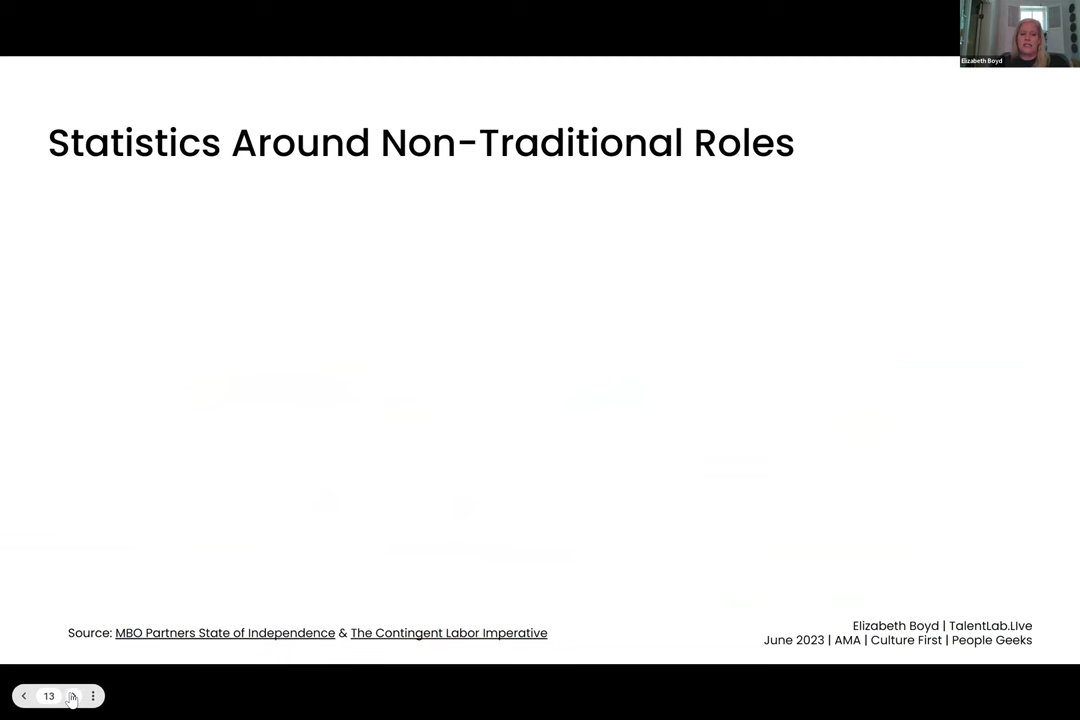 Elizabeth Boyd
Statistics Around Non-Traditional Roles
Source: MBO Partners State of Independence & The Contingent Labor Imperative
Elizabeth Boyd | TalentLab.LIve
June 2023 | AMA | Culture First | People Geeks
13